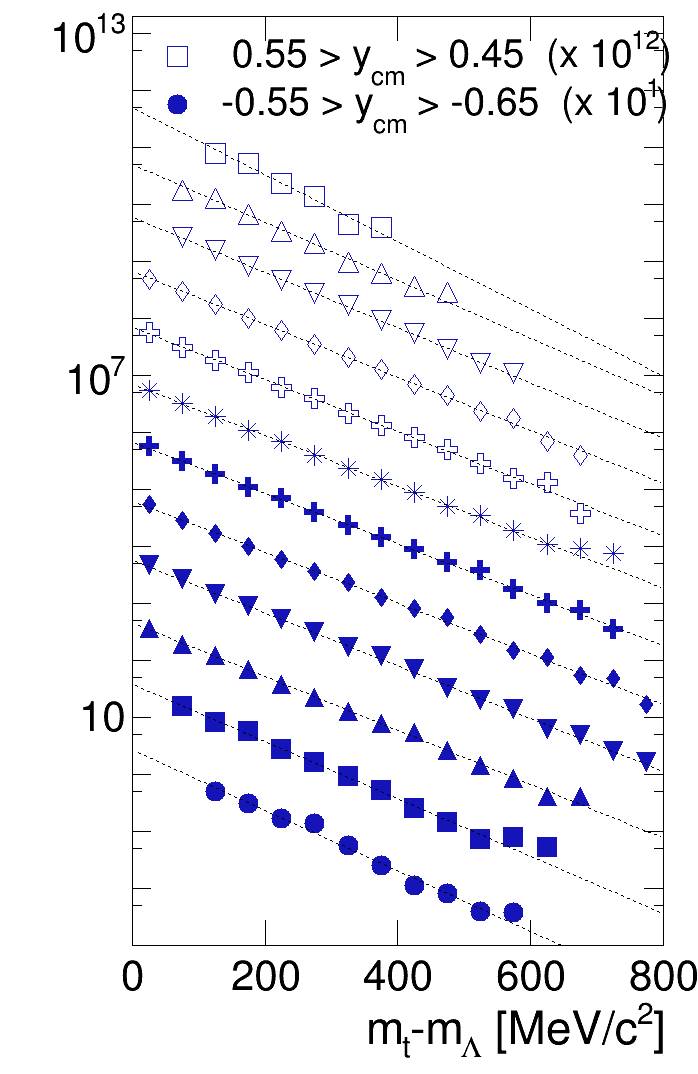 10^13
0.55 > y_cm > 0.45 (x 10^12)
-0.55 > y_cm > -0.65 (x 10^1)
10^7
10
0 200 400 600 800
m_t-m_Λ [MeV/c^2]